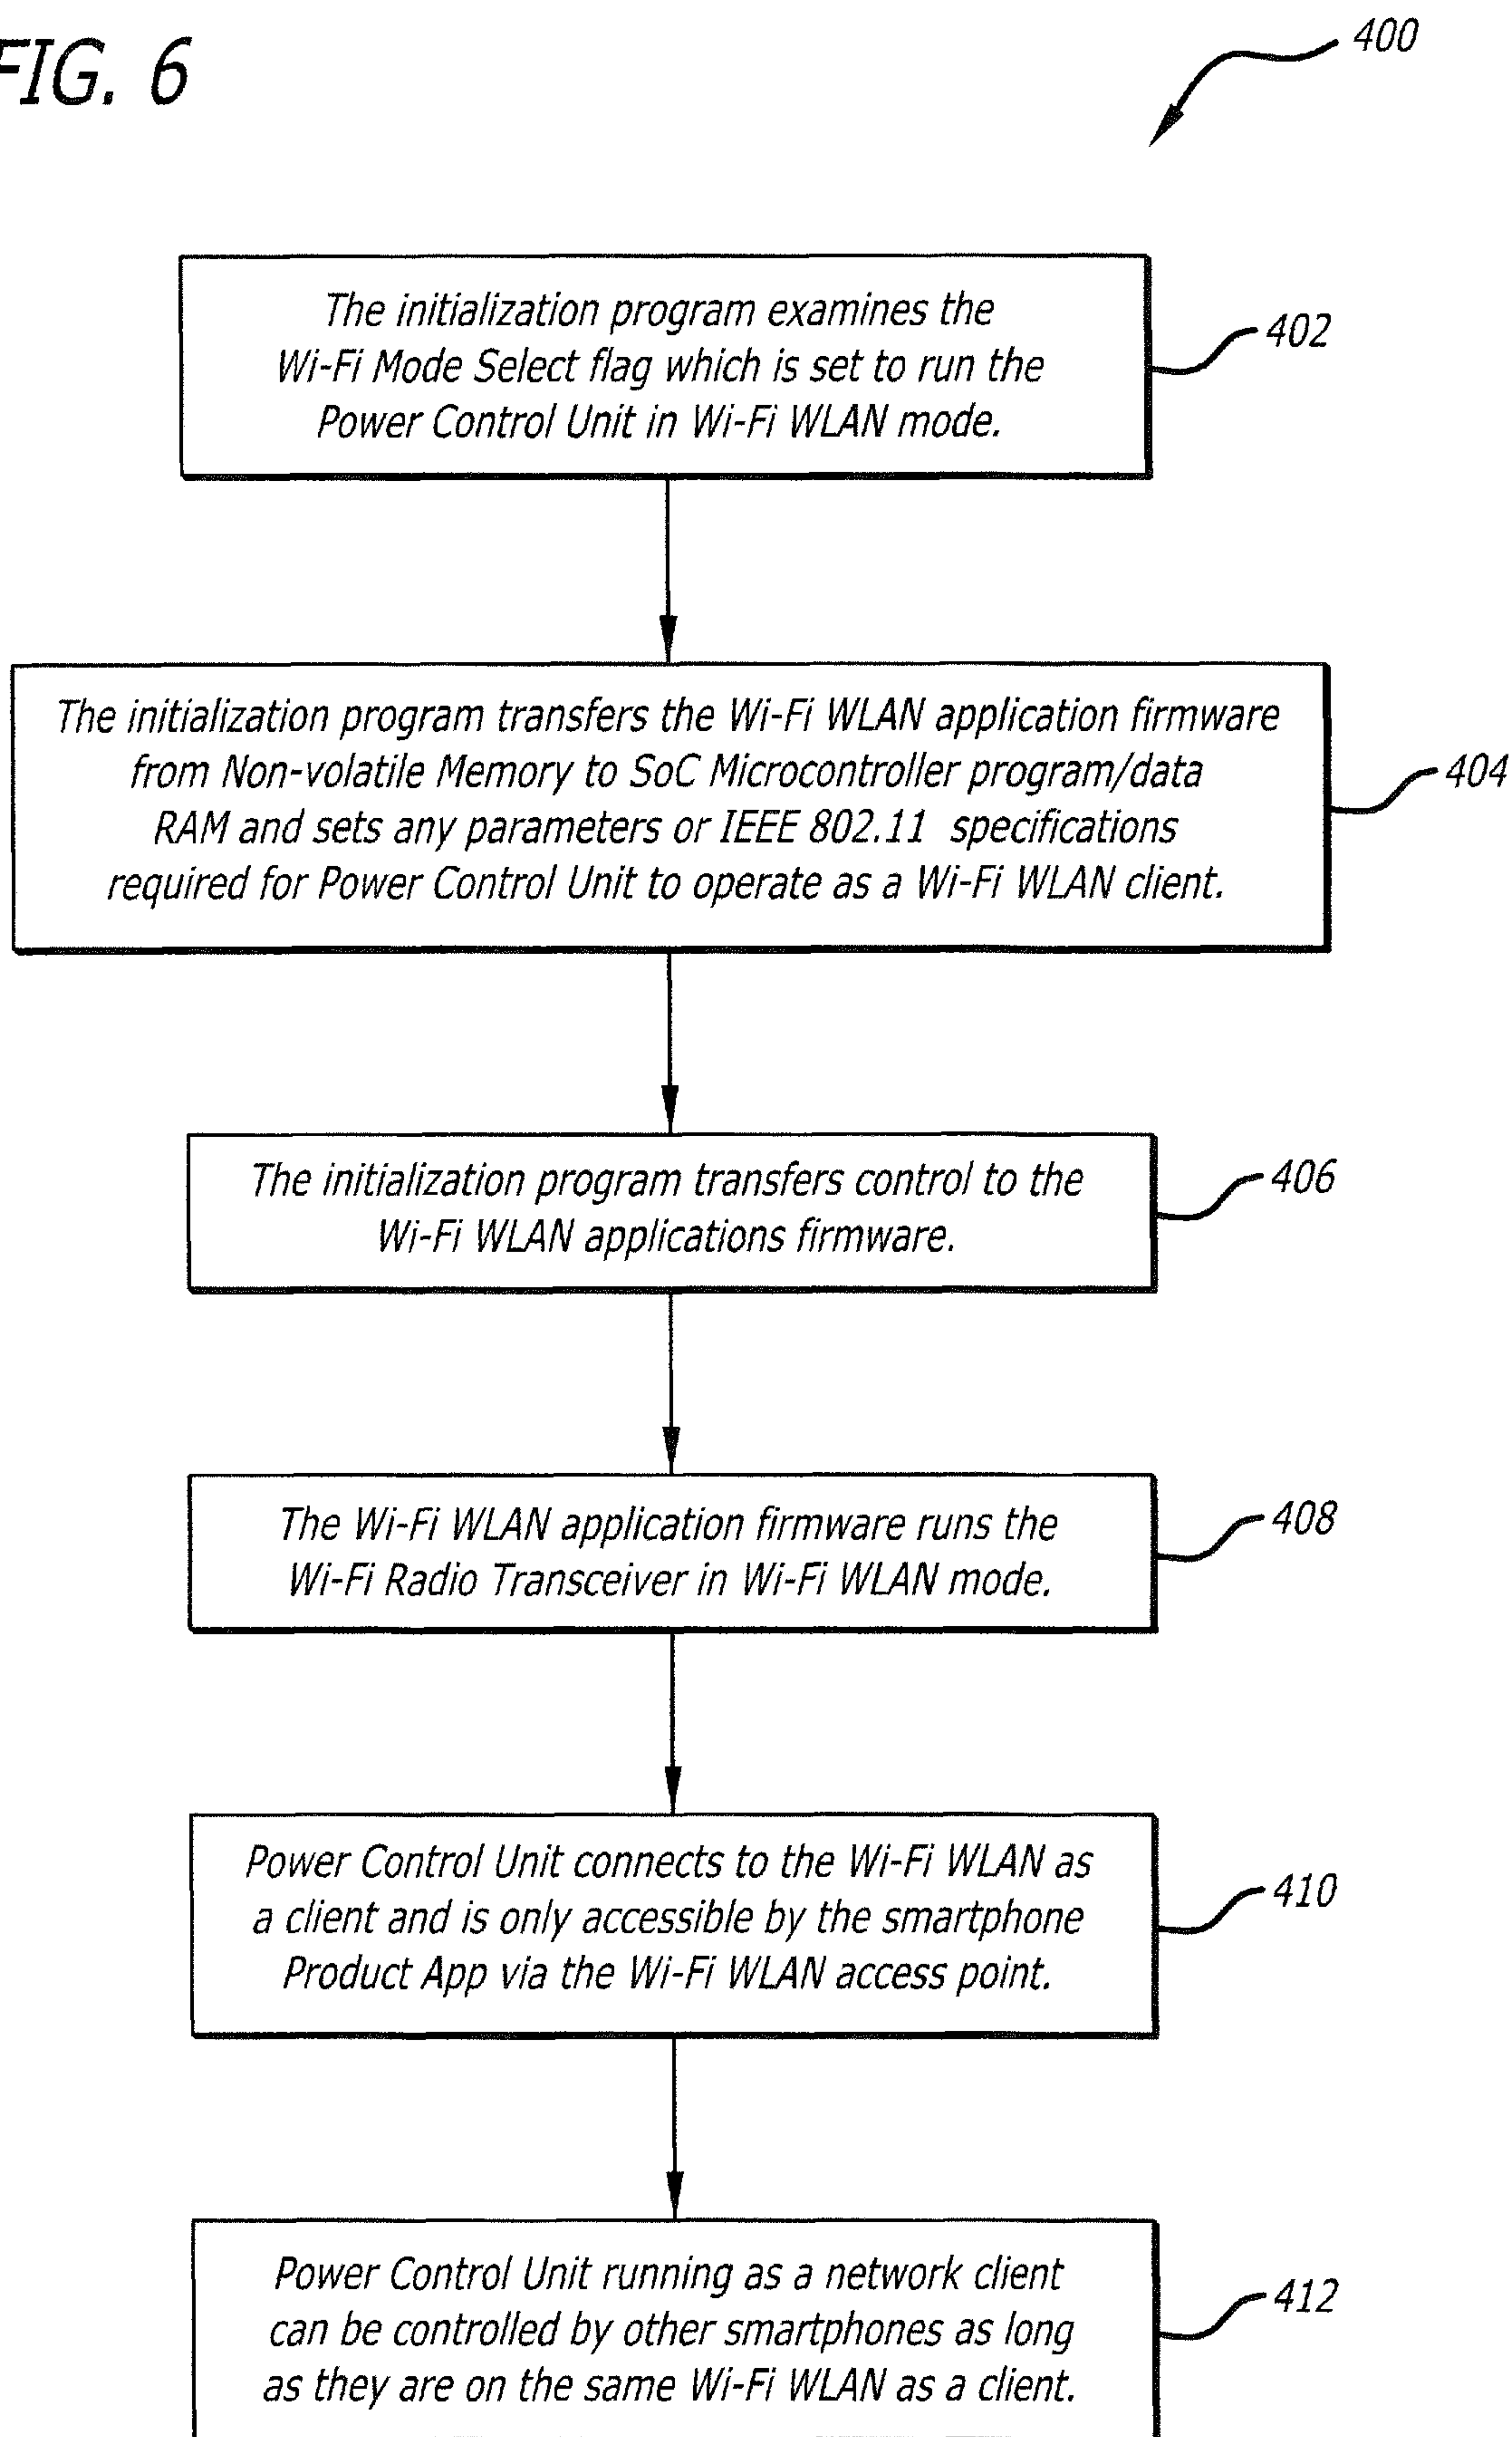 FIG. 6
400
The initialization program examines the
Wi-Fi Mode Select flag which is set to run the
Power Control Unit in Wi-Fi WLAN mode.
402
The initialization program transfers the Wi-Fi WLAN application firmware
from Non-volatile Memory to SoC Microcontroller program/data
RAM and sets any parameters or IEEE 802.11 specifications
required for Power Control Unit to operate as a Wi-Fi WLAN client.
404
The initialization program transfers control to the
Wi-Fi WLAN applications firmware.
406
The Wi-Fi WLAN application firmware runs the
Wi-Fi Radio Transceiver in Wi-Fi WLAN mode.
408
Power Control Unit connects to the Wi-Fi WLAN as
a client and is only accessible by the smartphone
Product App via the Wi-Fi WLAN access point.
410
Power Control Unit running as a network client
can be controlled by other smartphones as long
as they are on the same Wi-Fi WLAN as a client.
412